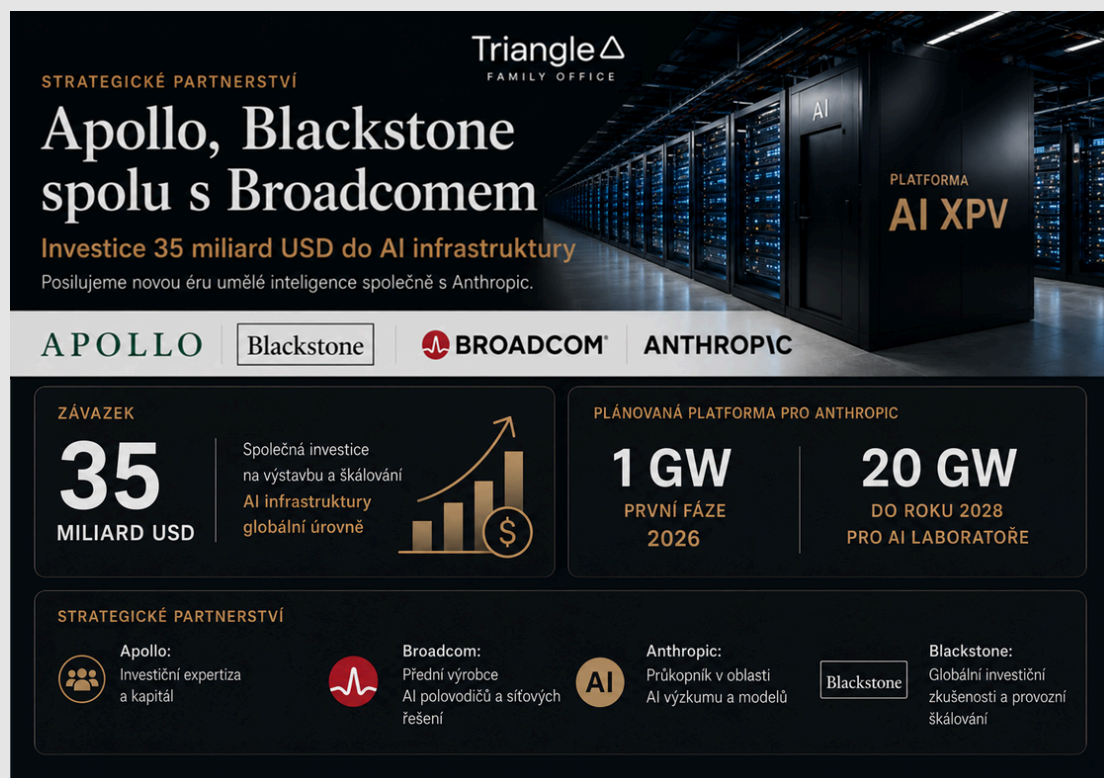 Triangle
FAMILY OFFICE
STRATEGICKÉ PARTNERSTVÍ
Apollo, Blackstone
spolu s Broadcomem
Investice 35 miliard USD do AI infrastruktury
Posilujeme novou éru umělé inteligence společně s Anthropic.
AI
PLATFORMA
AI XPV
APOLLO
Blackstone
BROADCOM®
ANTHROP\C
ZÁVAZEK
35
MILIARD USD
Společná investice
na výstavbu a škálování
AI infrastruktury
globální úrovně
$
PLÁNOVANÁ PLATFORMA PRO ANTHROPIC
1 GW
PRVNÍ FÁZE
2026
20 GW
DO ROKU 2028
PRO AI LABORATOŘE
STRATEGICKÉ PARTNERSTVÍ
Apollo:
Investiční expertiza
a kapitál
Broadcom:
Přední výrobce
AI polovodičů a síťových
řešení
AI
Anthropic:
Průkopník v oblasti
AI výzkumu a modelů
Blackstone
Blackstone:
Globální investiční
zkušenosti a provozní
škálování